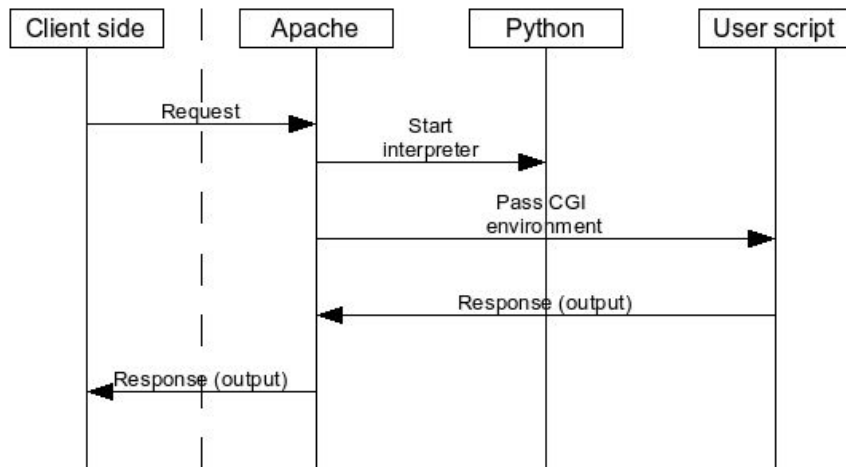 Client side
Apache
Python
User script
Request
Start
interpreter
Pass CGI
environment
Response (output)
Response (output)